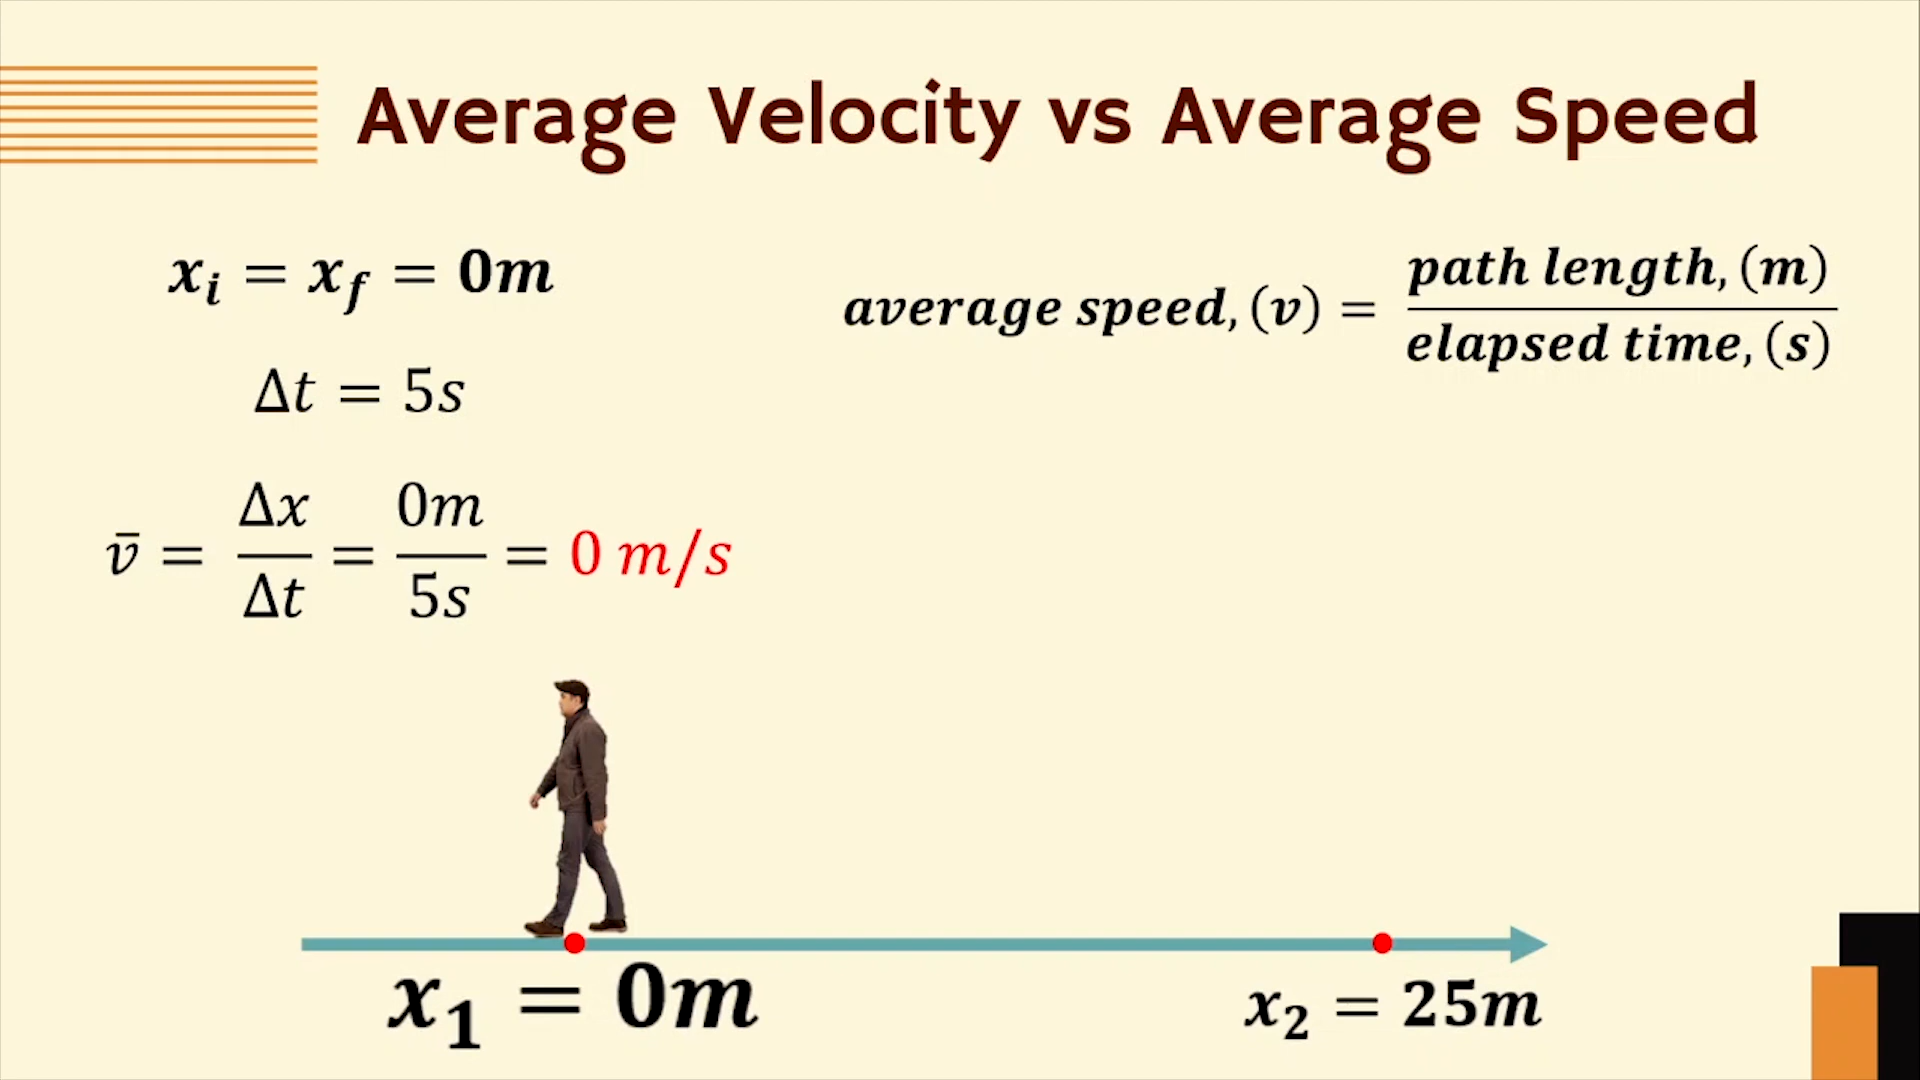 Average Velocity vs Average Speed
xᵢ = x_f = 0m
Δt = 5s
v̄ = Δx/Δt = 0m/5s = 0 m/s
average speed, (v) = path length, (m)/elapsed time, (s)
x₁ = 0m
x₂ = 25m